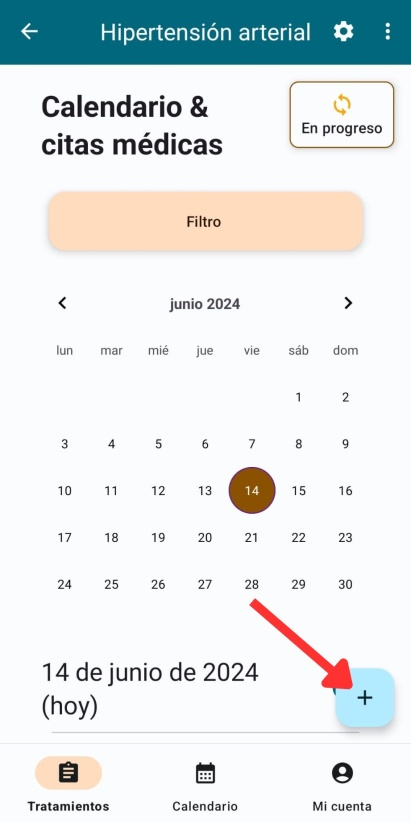 Hipertensión arterial
Calendario &
citas médicas
En progreso
Filtro
junio 2024
lun mar mié jue vie sáb dom
1 2
3 4 5 6 7 8 9
10 11 12 13 14 15 16
17 18 19 20 21 22 23
24 25 26 27 28 29 30
14 de junio de 2024
(hoy)
+
Tratamientos Calendario Mi cuenta